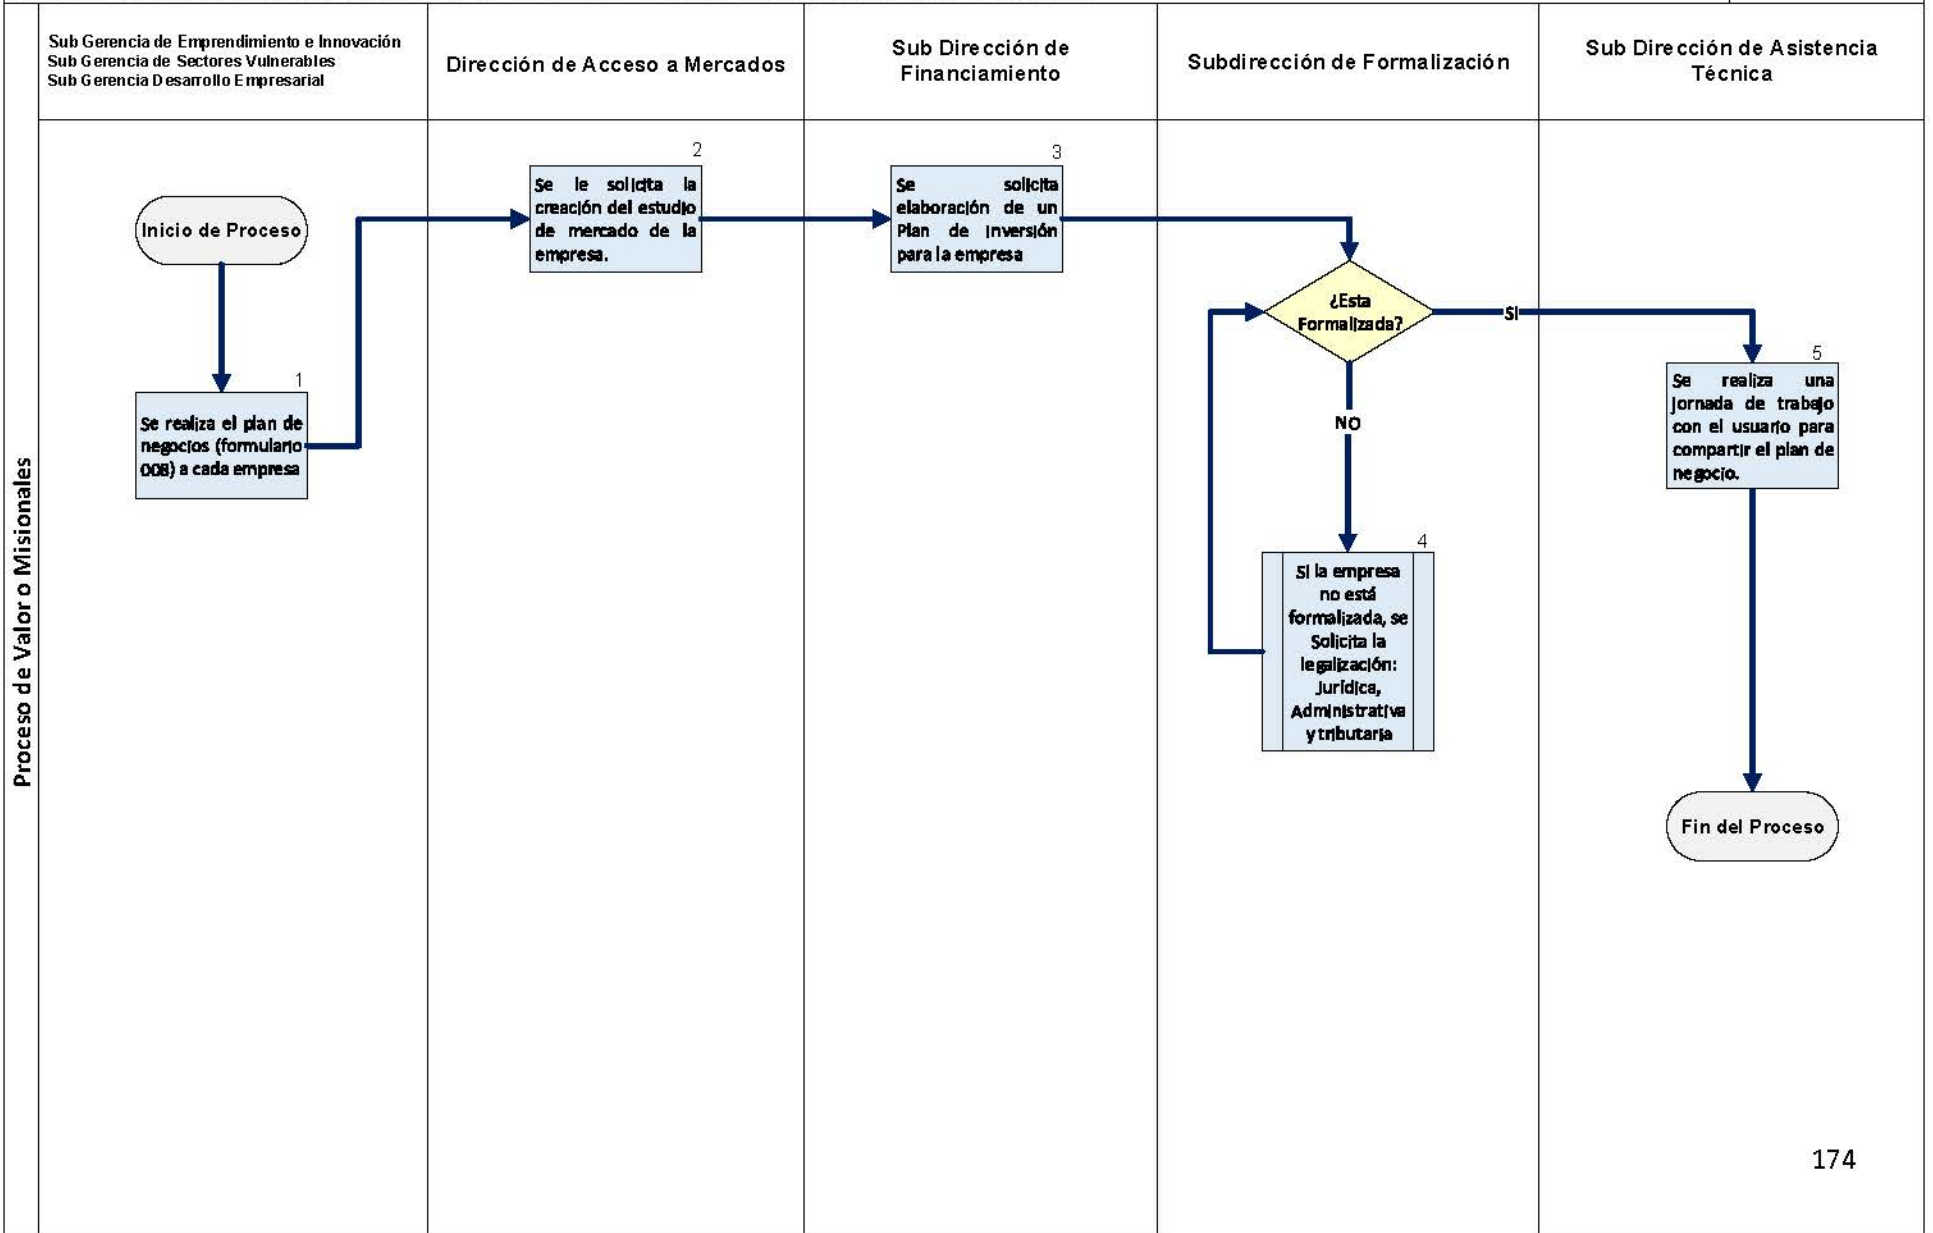 Sub Gerencia de Emprendimiento e Innovación
Sub Gerencia de Sectores Vulnerables
Sub Gerencia Desarrollo Empresarial
Dirección de Acceso a Mercados
Sub Dirección de
Financiamiento
Subdirección de Formalización
Sub Dirección de Asistencia
Técnica
Proceso de Valor o Misionales
Inicio de Proceso
1
Se realiza el plan de
negocios (formulario
008) a cada empresa
2
Se le solicita la
creación del estudio
de mercado de la
empresa.
3
Se solicita
elaboración de un
Plan de Inversión
para la empresa
¿Esta
Formalizada?
SI
NO
4
Si la empresa
no está
formalizada, se
Solicita la
legalización:
Jurídica,
Administrativa
y tributaria
5
Se realiza una
jornada de trabajo
con el usuario para
compartir el plan de
negocio.
Fin del Proceso
174